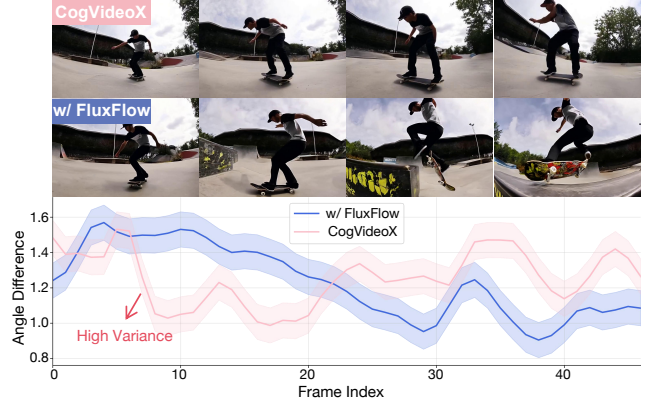 CogVideoX
w/ FluxFlow
w/ FluxFlow
CogVideoX
High Variance
Angle Difference
1.6
1.4
1.2
1.0
0.8
0 10 20 30 40
Frame Index